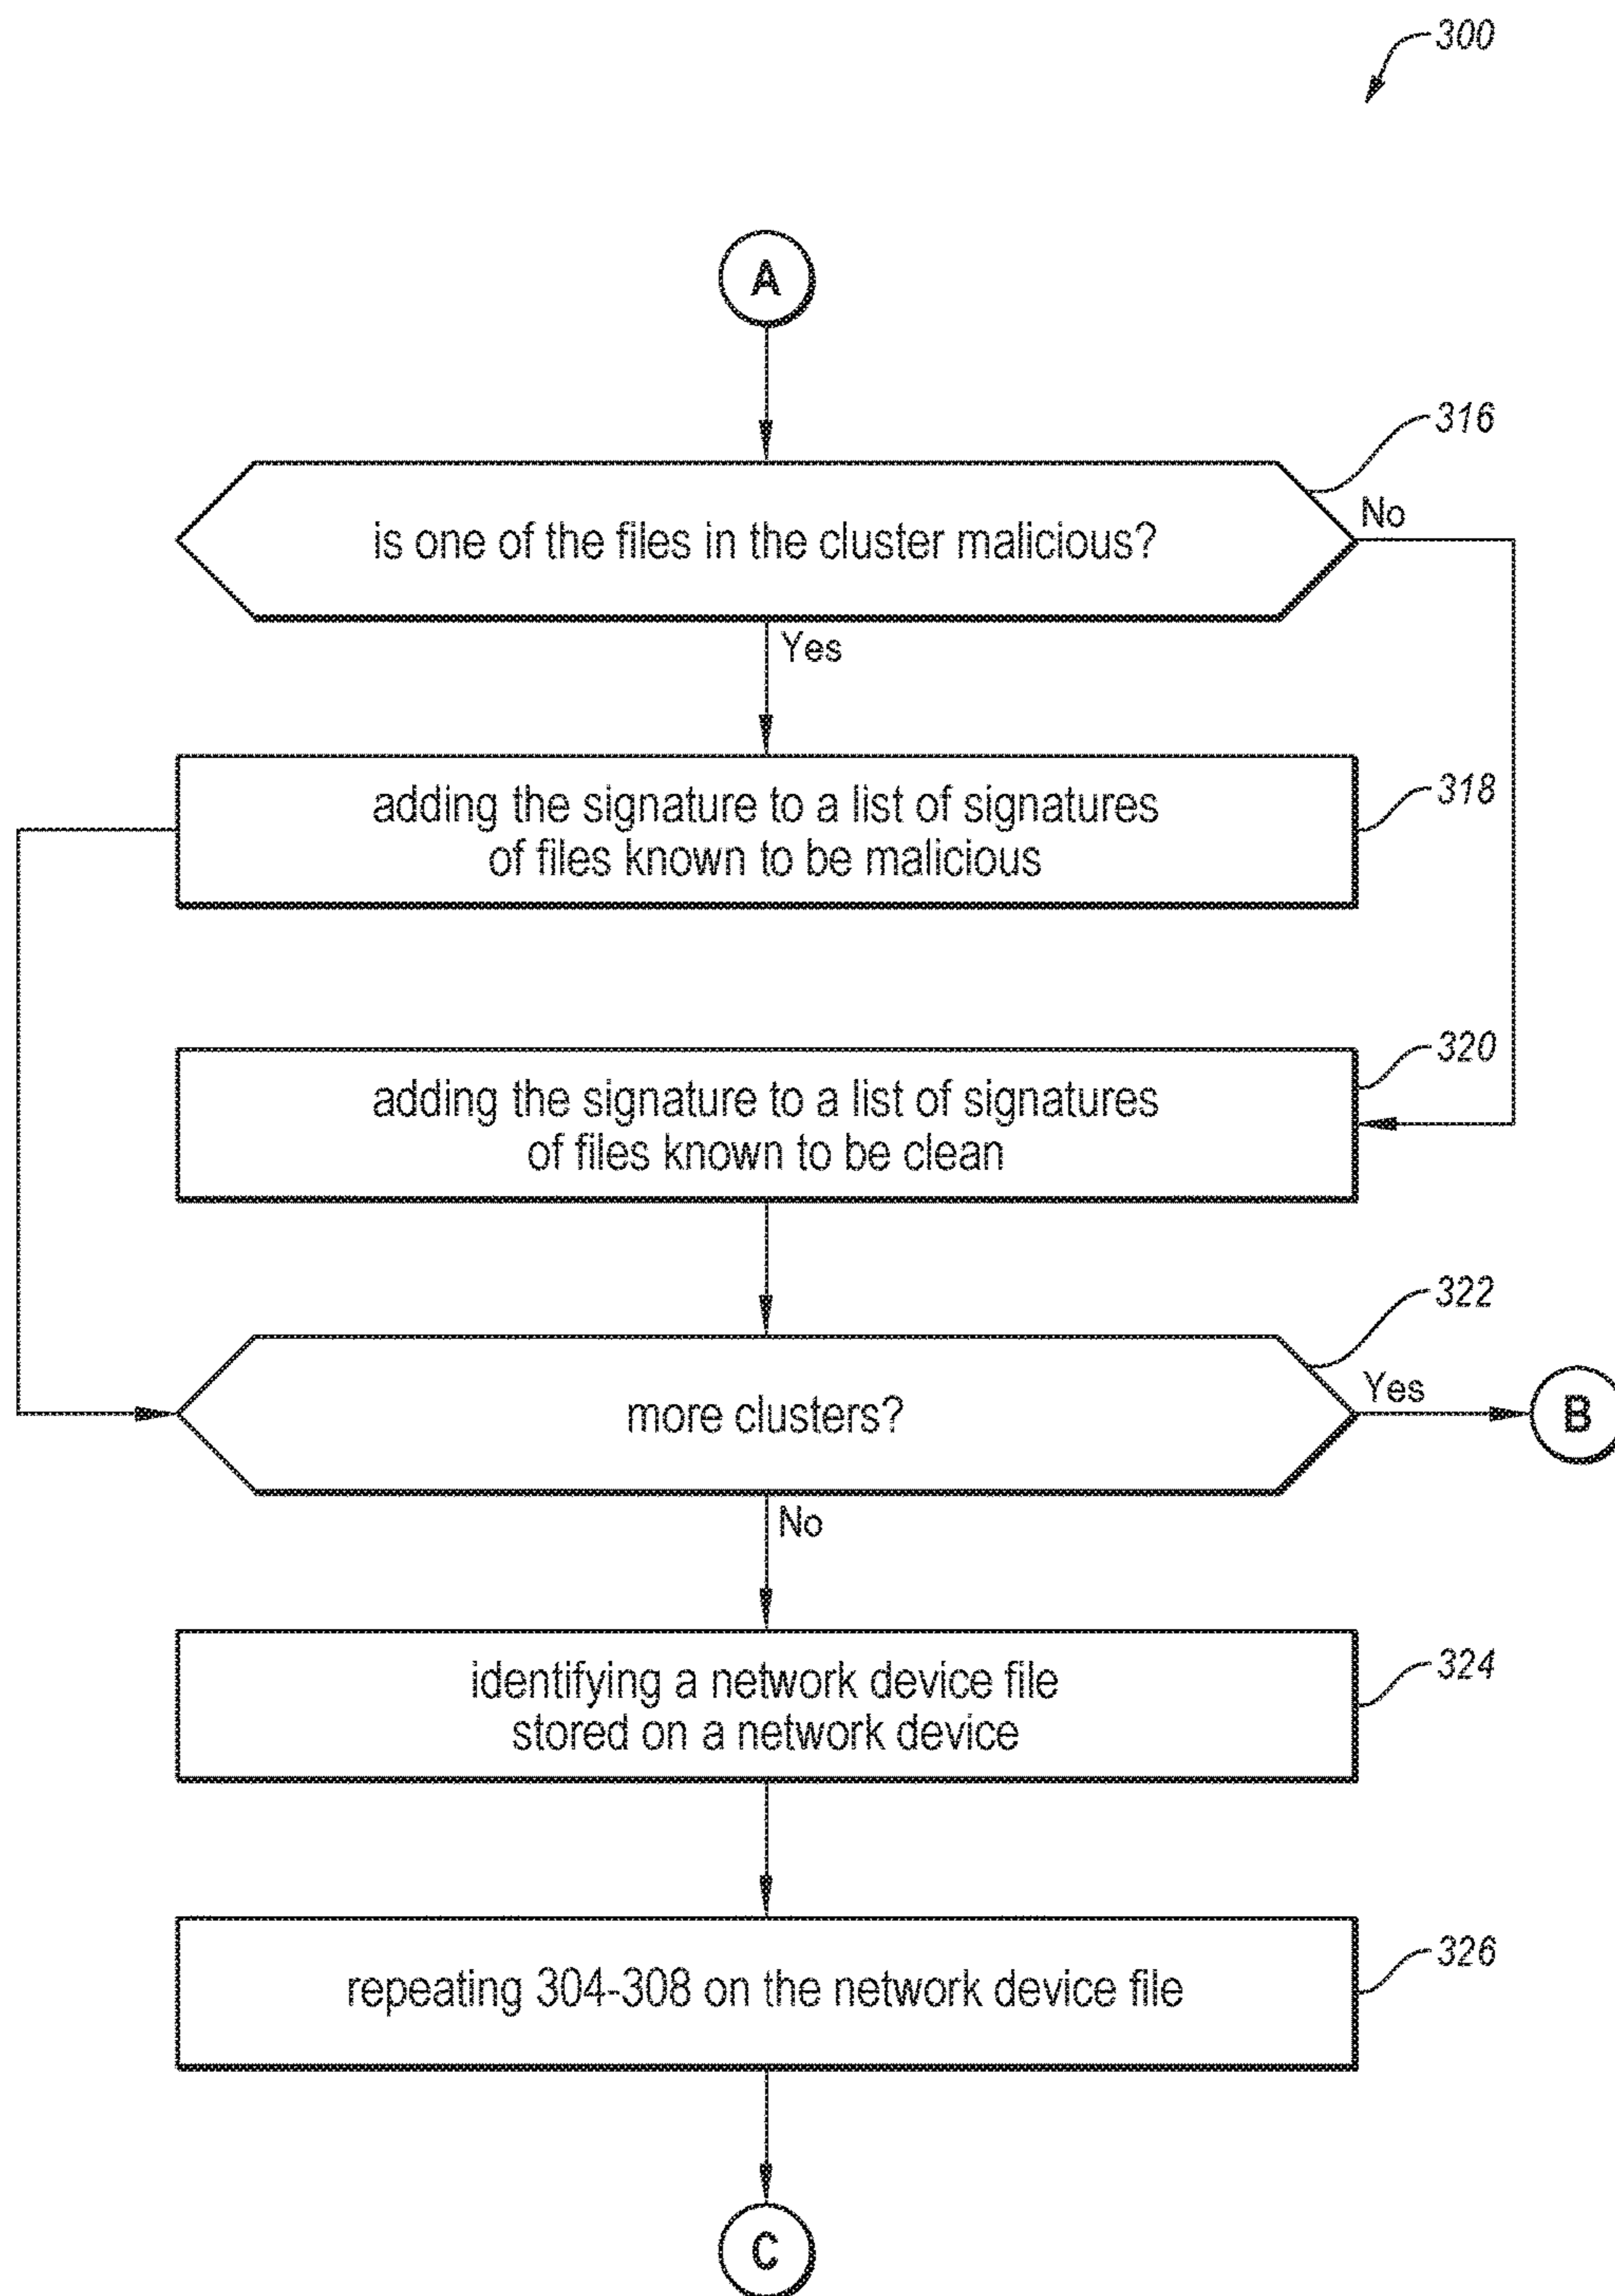 300
A
316
is one of the files in the cluster malicious?
No
Yes
adding the signature to a list of signatures
of files known to be malicious
318
adding the signature to a list of signatures
of files known to be clean
320
322
more clusters?
Yes
B
No
identifying a network device file
stored on a network device
324
repeating 304-308 on the network device file
326
C